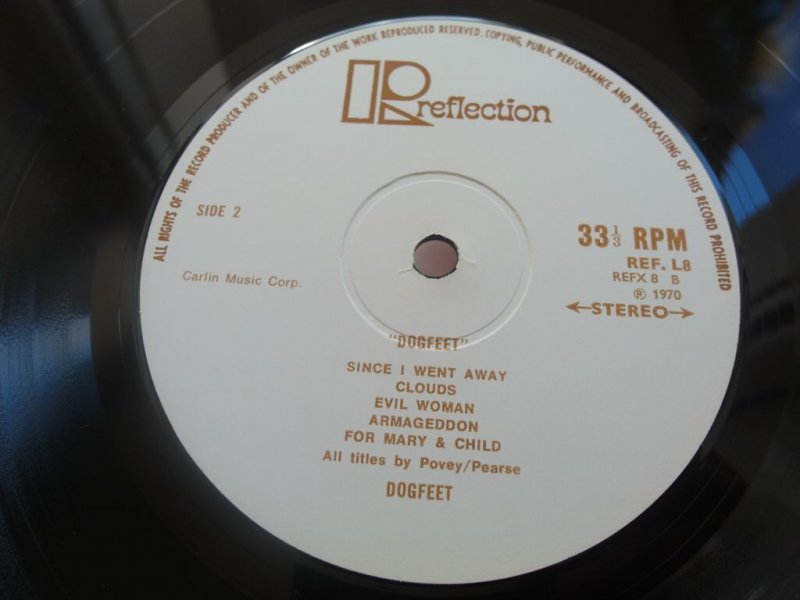 ALL RIGHTS OF THE RECORD PRODUCER AND OF THE OWNER OF THE WORK REPRODUCED RESERVED. COPYING, PUBLIC PERFORMANCE AND BROADCASTING OF THIS RECORD PROHIBITED
reflection
SIDE 2
33 1/3 RPM
REF. L8
REFX 8 B
℗ 1970
←STEREO→
Carlin Music Corp.
"DOGFEET"
SINCE I WENT AWAY
CLOUDS
EVIL WOMAN
ARMAGEDDON
FOR MARY & CHILD
All titles by Povey/Pearse
DOGFEET